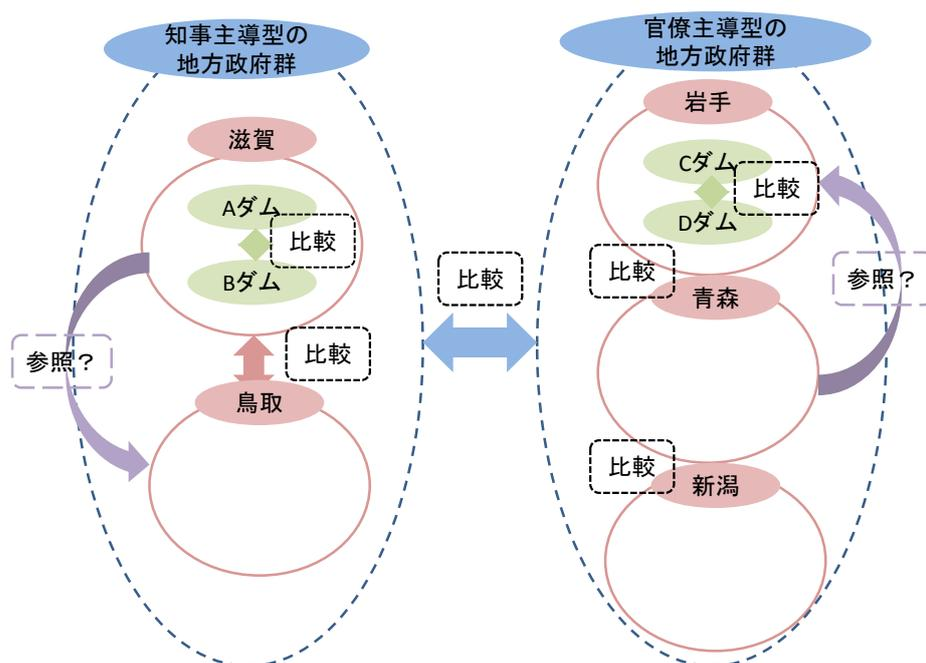 知事主導型の
地方政府群
滋賀
Aダム
比較
Bダム
参照？
比較
鳥取
比較
官僚主導型の
地方政府群
岩手
Cダム
比較
Dダム
比較
青森
参照？
比較
新潟